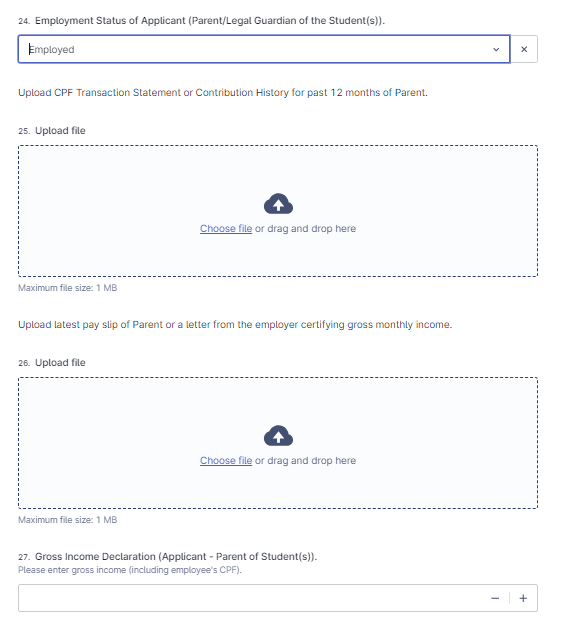 24. Employment Status of Applicant (Parent/Legal Guardian of the Student(s)).
Employed
Upload CPF Transaction Statement or Contribution History for past 12 months of Parent.
25. Upload file
Choose file or drag and drop here
Maximum file size: 1 MB
Upload latest pay slip of Parent or a letter from the employer certifying gross monthly income.
26. Upload file
Choose file or drag and drop here
Maximum file size: 1 MB
27. Gross Income Declaration (Applicant - Parent of Student(s)).
Please enter gross income (including employee's CPF).